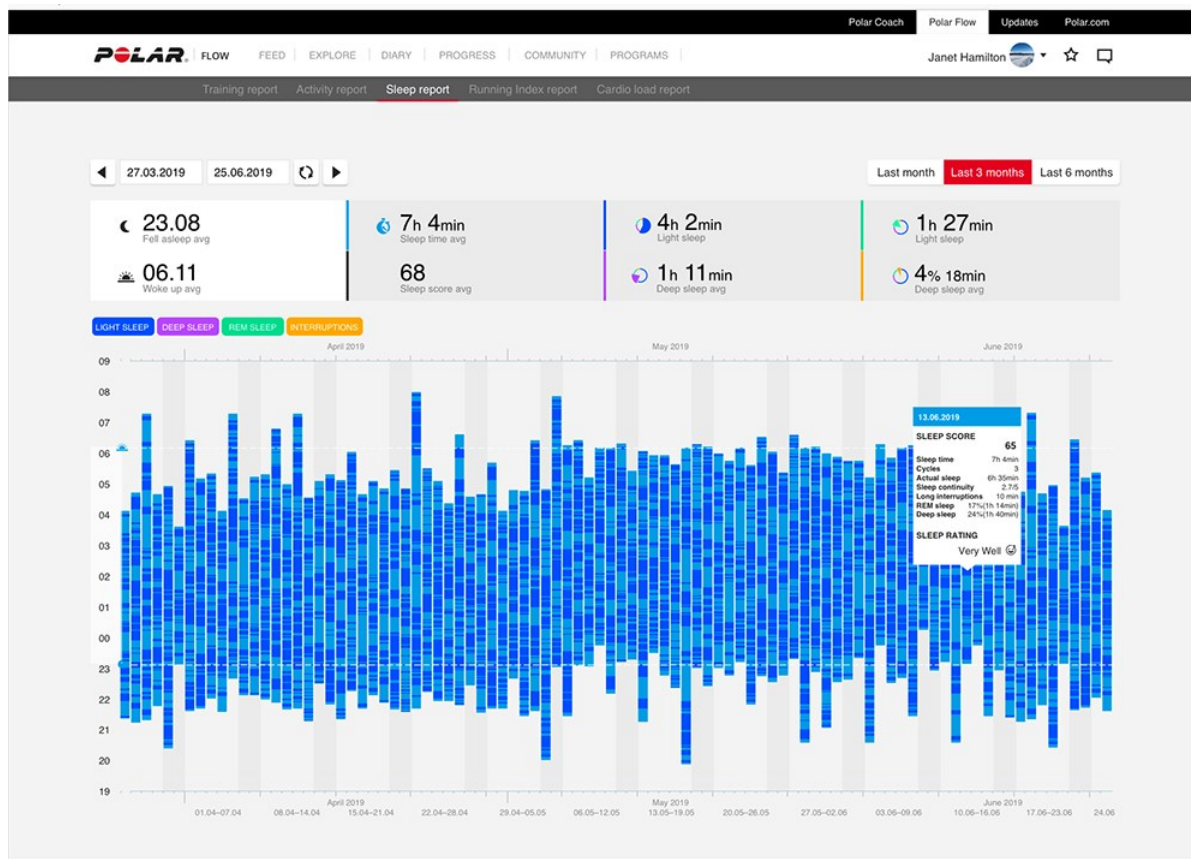 Polar Coach Polar Flow Updates Polar.com
POLAR FLOW FEED EXPLORE DIARY PROGRESS COMMUNITY PROGRAMS Janet Hamilton
Training report Activity report Sleep report Running Index report Cardio load report
27.03.2019 25.06.2019 Last month Last 3 months Last 6 months
23.08 7h 4min 4h 2min 1h 27min
Fell asleep avg Sleep time avg Light sleep Light sleep
06.11 68 1h 11min 4% 18min
Woke up avg Sleep score avg Deep sleep avg Deep sleep avg
LIGHT SLEEP DEEP SLEEP REM SLEEP INTERRUPTIONS
April 2019 May 2019 June 2019
09
08
07
06
05
04
03
02
01
00
23
22
21
20
19
13.06.2019
SLEEP SCORE
65
Sleep time 7h 4min
Cycles 3
Actual sleep 6h 35min
Sleep continuity 2.7/5
Long interruptions 10 min
REM sleep 17%(1h 14min)
Deep sleep 24%(1h 40min)
SLEEP RATING
Very Well
April 2019 May 2019 June 2019
01.04–07.04 08.04–14.04 15.04–21.04 22.04–28.04 29.04–05.05 06.05–12.05 13.05–19.05 20.05–26.05 27.05–02.06 03.06–09.06 10.06–16.06 17.06–23.06 24.06